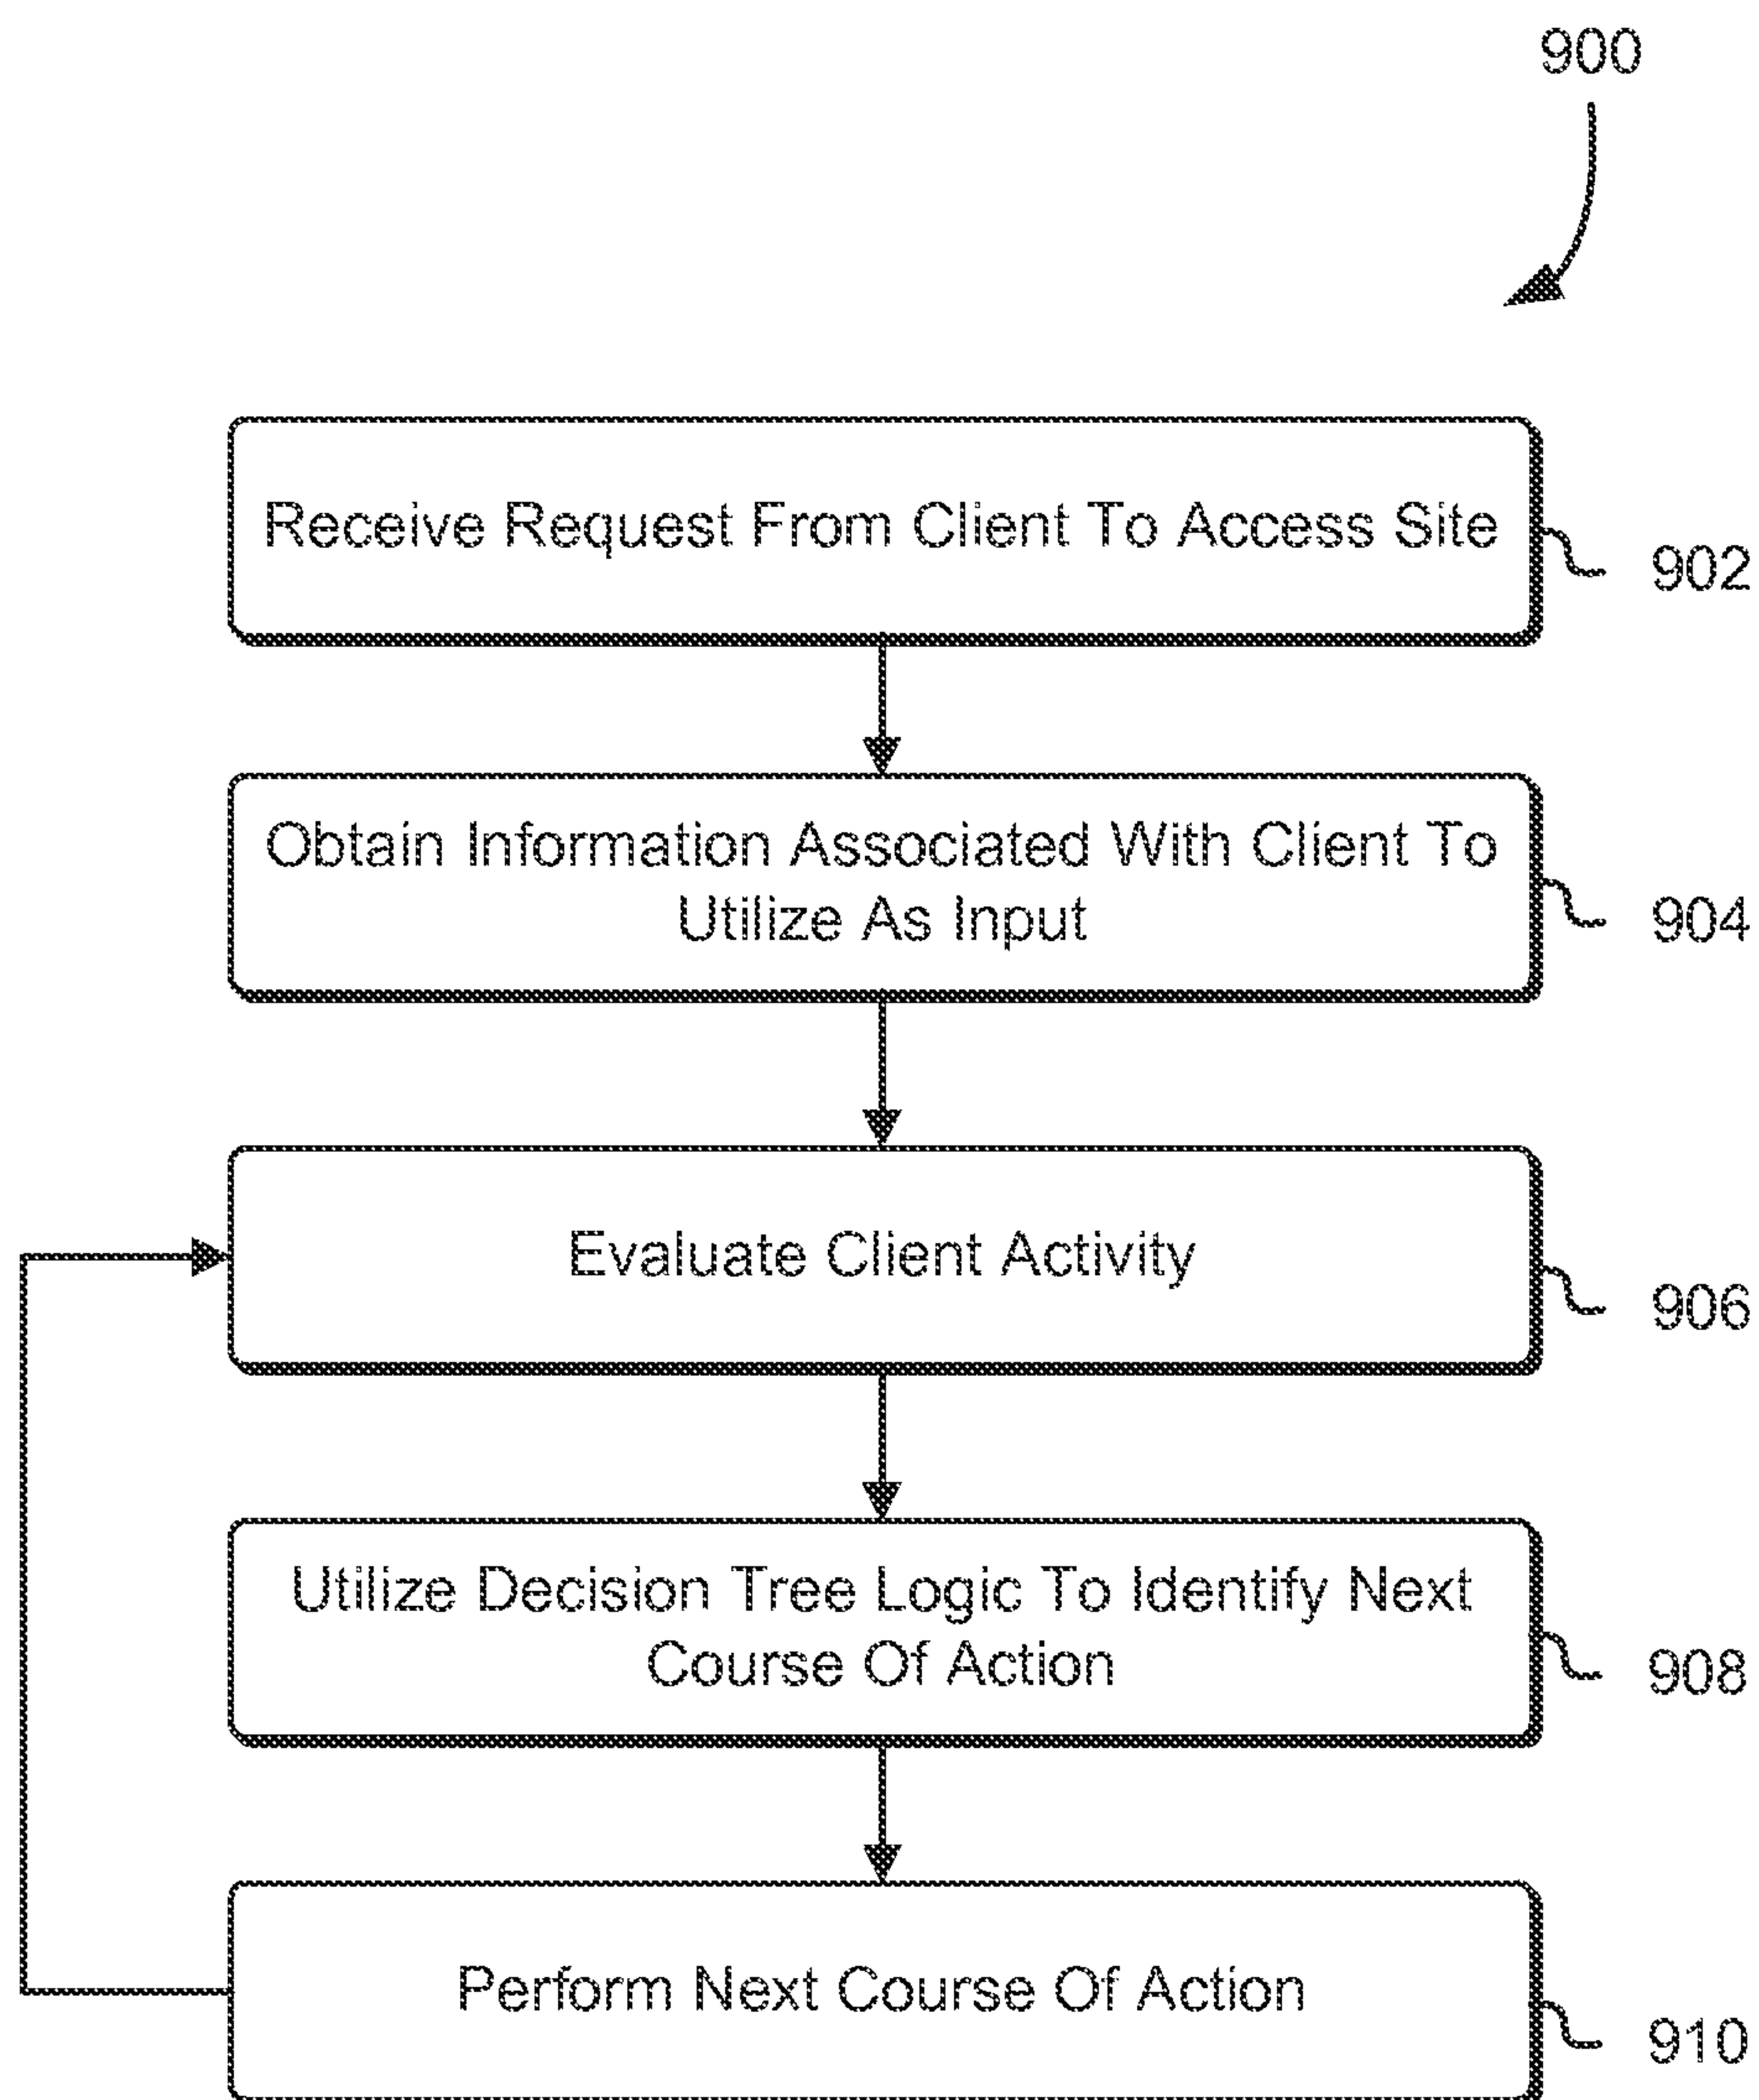 900
Receive Request From Client To Access Site
902
Obtain Information Associated With Client To
Utilize As Input
904
Evaluate Client Activity
906
Utilize Decision Tree Logic To Identify Next
Course Of Action
908
Perform Next Course Of Action
910